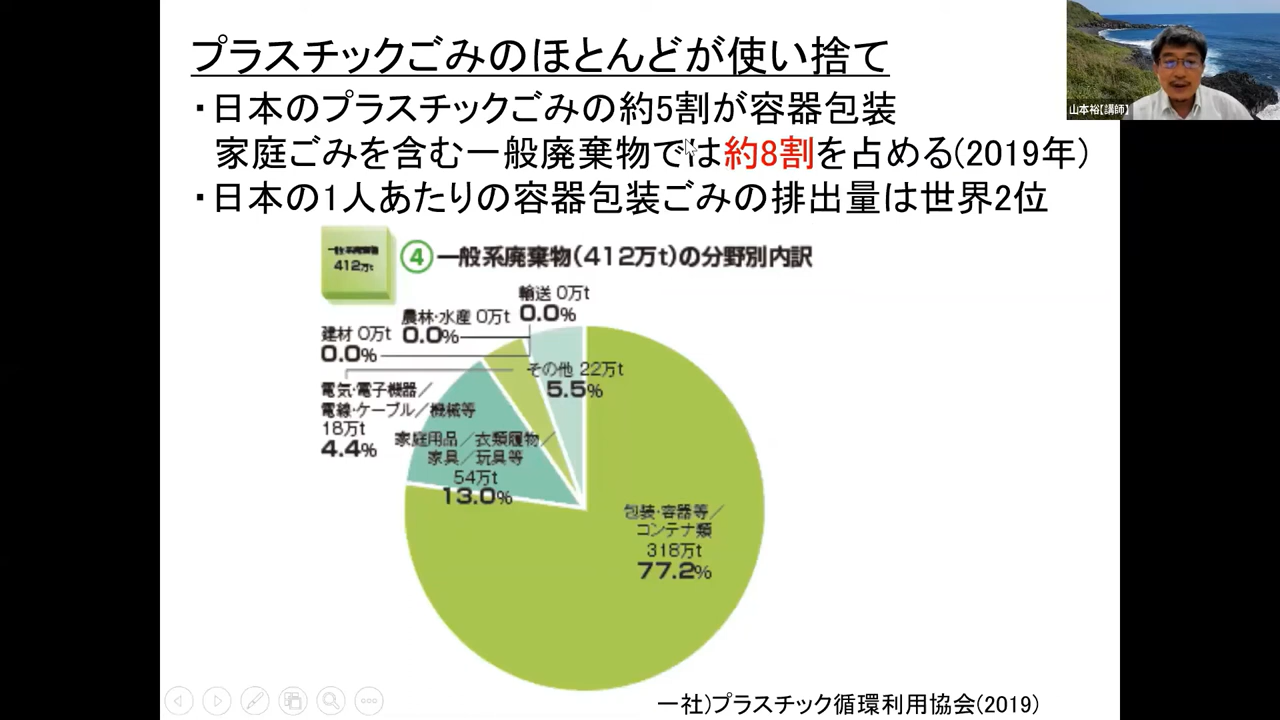 プラスチックごみのほとんどが使い捨て
・日本のプラスチックごみの約5割が容器包装
家庭ごみを含む一般廃棄物では約8割を占める(2019年)
・日本の1人あたりの容器包装ごみの排出量は世界2位
山本裕【講師】
一般系廃棄物
412万t
④一般系廃棄物(412万t)の分野別内訳
輸送 0万t
0.0%
農林・水産 0万t
0.0%
建材 0万t
0.0%
その他 22万t
5.5%
電気・電子機器/
電線・ケーブル/機械等
18万t
4.4%
家庭用品/衣類履物/
家具/玩具等
54万t
13.0%
包装・容器等/
コンテナ類
318万t
77.2%
一社)プラスチック循環利用協会(2019)